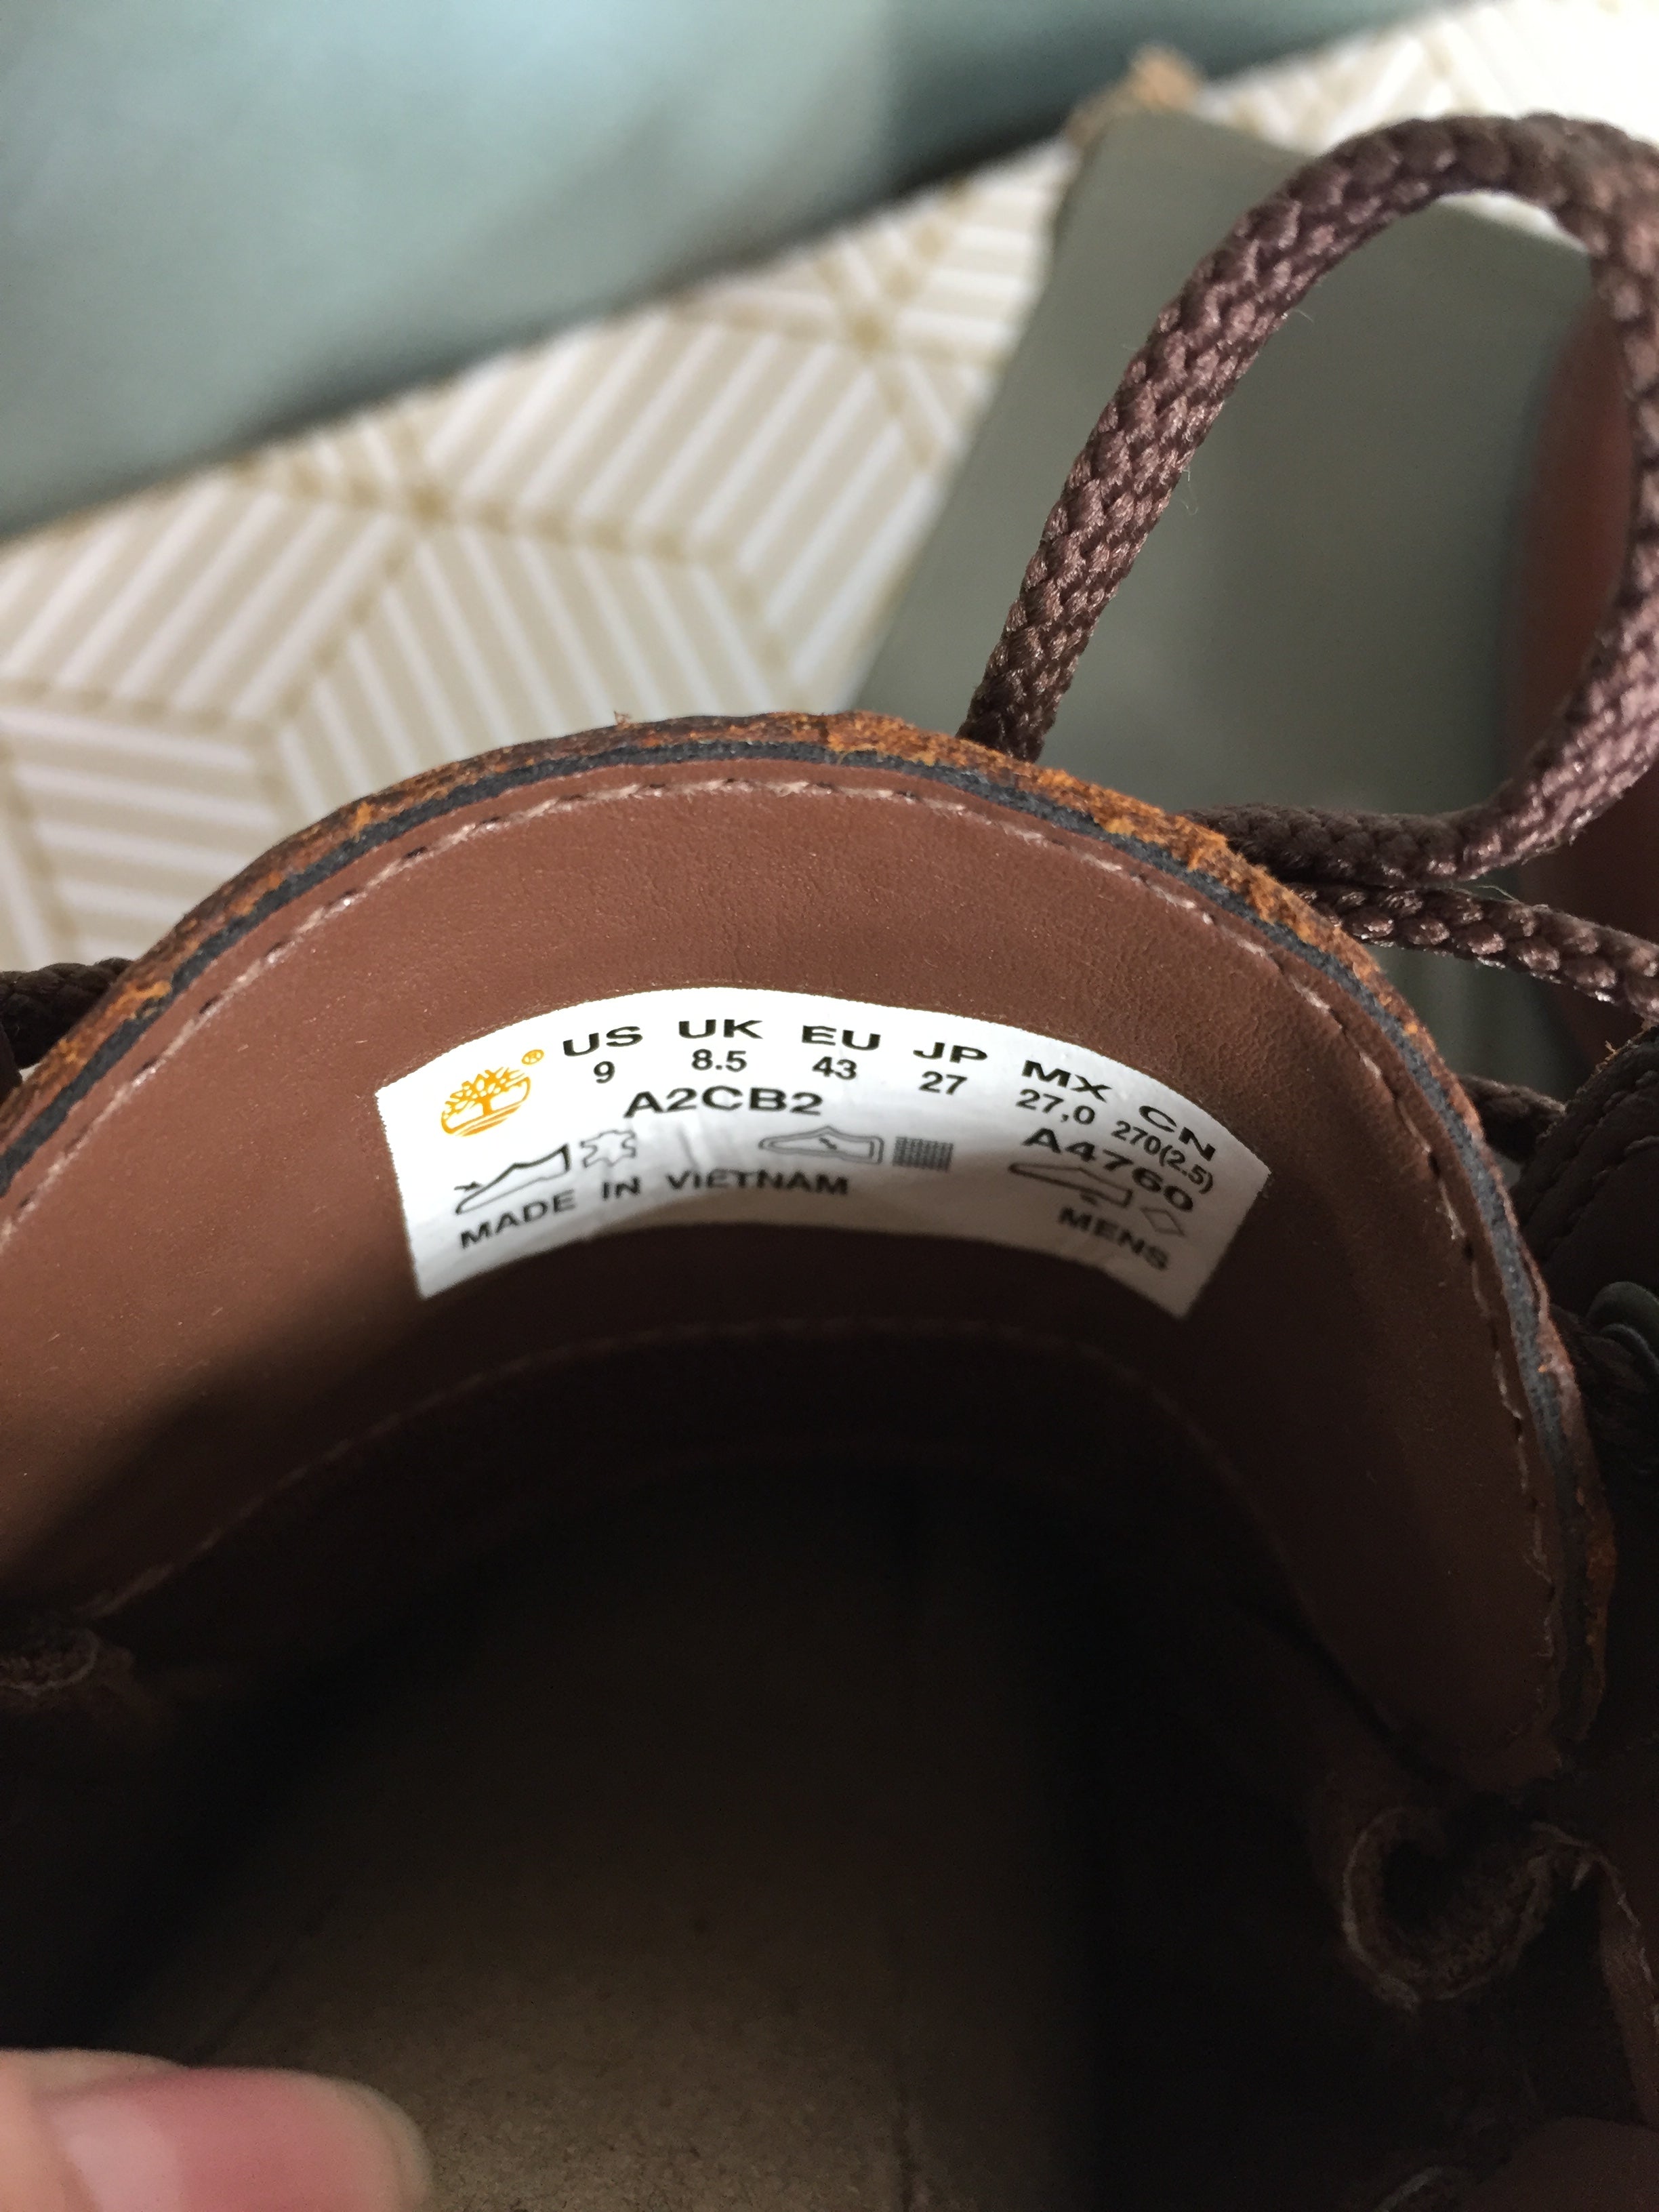 ® US UK EU JP MX CN
9 8.5 43 27 27,0 270(2.5)
A2CB2 A4760
MADE IN VIETNAM MENS